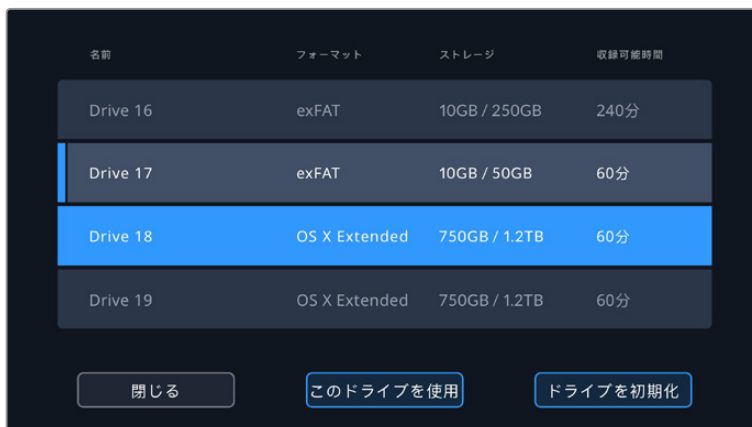 名前 フォーマット ストレージ 収録可能時間
Drive 16 exFAT 10GB / 250GB 240分
Drive 17 exFAT 10GB / 50GB 60分
Drive 18 OS X Extended 750GB / 1.2TB 60分
Drive 19 OS X Extended 750GB / 1.2TB 60分
閉じる このドライブを使用 ドライブを初期化